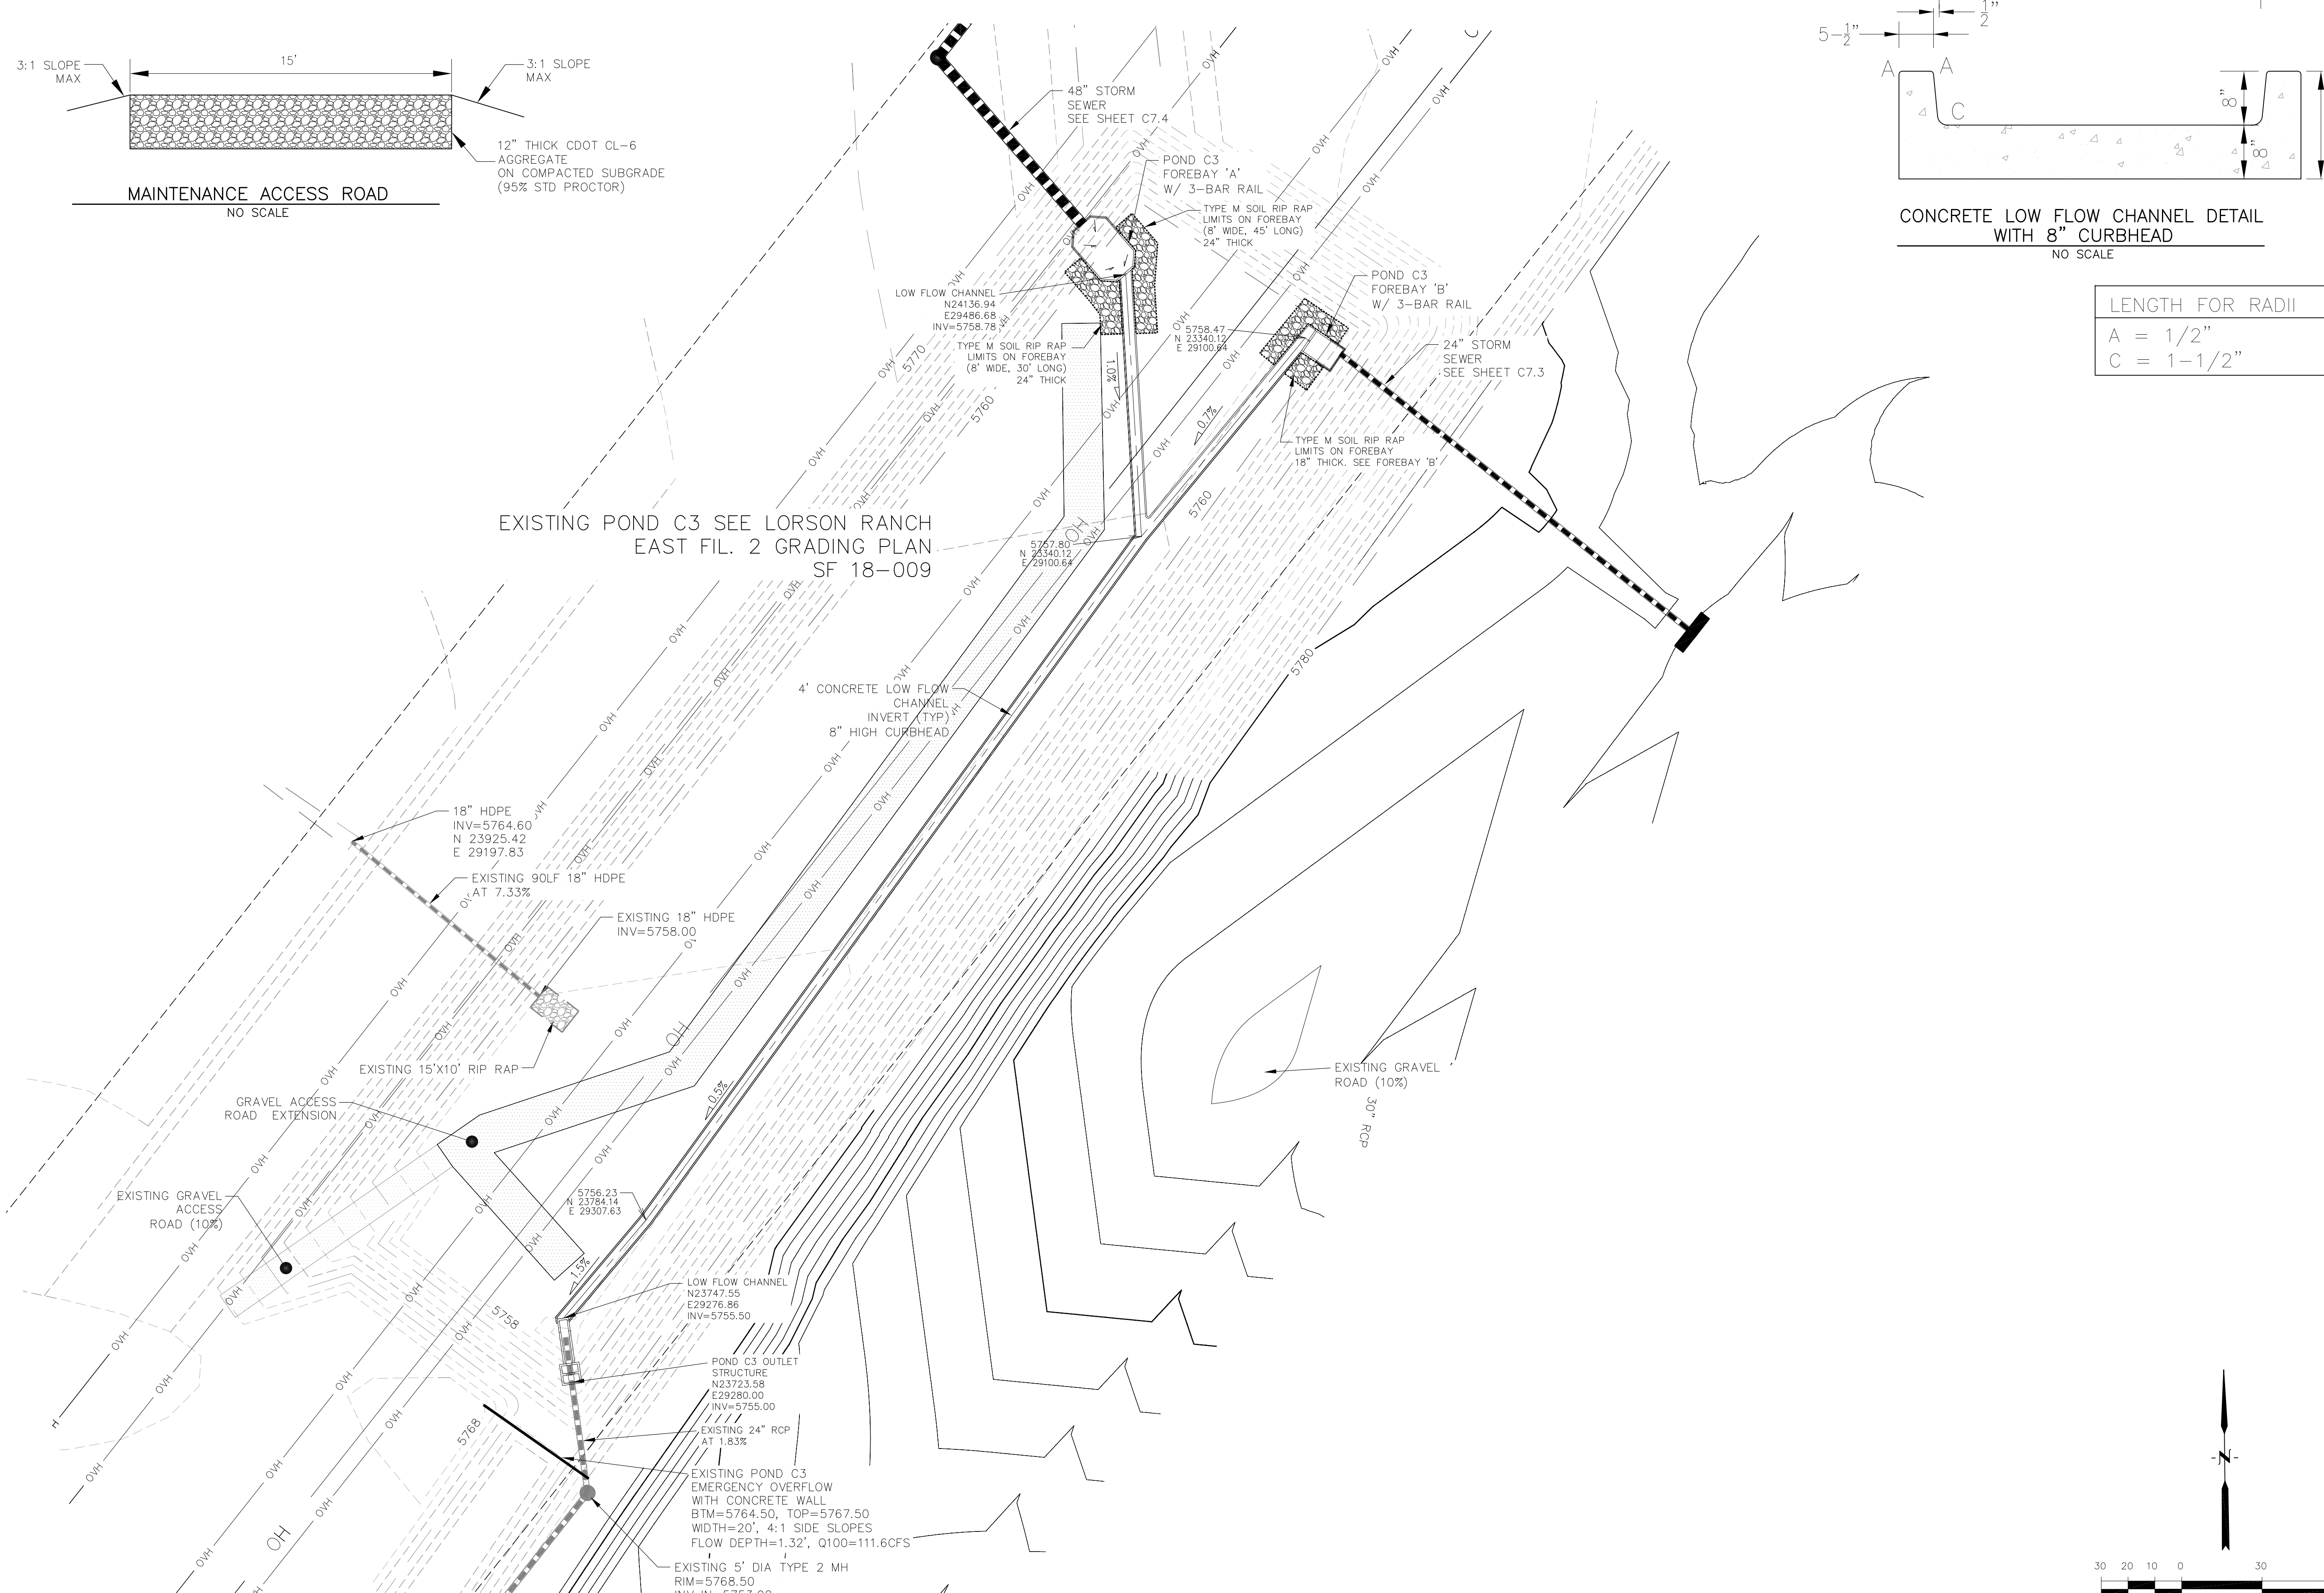 15'
3:1 SLOPE
MAX
3:1 SLOPE
MAX
12" THICK CDOT CL-6
AGGREGATE
ON COMPACTED SUBGRADE
(95% STD PROCTOR)
MAINTENANCE ACCESS ROAD
NO SCALE
48" STORM
SEWER
SEE SHEET C7.4
POND C3
FOREBAY 'A'
W/ 3-BAR RAIL
TYPE M SOIL RIP RAP
LIMITS ON FOREBAY
(8' WIDE, 45' LONG)
24" THICK
5-1/2"
1/2"
A
A
C
8"
8"
CONCRETE LOW FLOW CHANNEL DETAIL
WITH 8" CURBHEAD
NO SCALE
LENGTH FOR RADII
A = 1/2"
C = 1-1/2"
LOW FLOW CHANNEL
N24136.94
E29486.68
INV=5758.78
TYPE M SOIL RIP RAP
LIMITS ON FOREBAY
(8' WIDE, 30' LONG)
24" THICK
POND C3
FOREBAY 'B'
W/ 3-BAR RAIL
5758.47
N 23340.12
E 29100.64
24" STORM
SEWER
SEE SHEET C7.3
TYPE M SOIL RIP RAP
LIMITS ON FOREBAY
18" THICK. SEE FOREBAY 'B'
1.0%
0.7%
5770
5760
5760
5780
EXISTING POND C3 SEE LORSON RANCH
EAST FIL. 2 GRADING PLAN
SF 18-009
5757.80
N 23340.12
E 29100.64
OH
4' CONCRETE LOW FLOW
CHANNEL
INVERT (TYP)
8" HIGH CURBHEAD
18" HDPE
INV=5764.60
N 23925.42
E 29197.83
EXISTING 90LF 18" HDPE
AT 7.33%
EXISTING 18" HDPE
INV=5758.00
OH
EXISTING 15'X10' RIP RAP
GRAVEL ACCESS
ROAD EXTENSION
0.5%
EXISTING GRAVEL
ROAD (10%)
30" RCP
EXISTING GRAVEL
ACCESS
ROAD (10%)
5756.23
N 23784.14
E 29307.63
1.5%
LOW FLOW CHANNEL
N23747.55
E29276.86
INV=5755.50
5758
POND C3 OUTLET
STRUCTURE
N23723.58
E29280.00
INV=5755.00
5768
EXISTING 24" RCP
AT 1.83%
EXISTING POND C3
EMERGENCY OVERFLOW
WITH CONCRETE WALL
BTM=5764.50, TOP=5767.50
WIDTH=20', 4:1 SIDE SLOPES
FLOW DEPTH=1.32', Q100=111.6CFS
OH
EXISTING 5' DIA TYPE 2 MH
RIM=5768.50
OVH
N
30 20 10 0 30